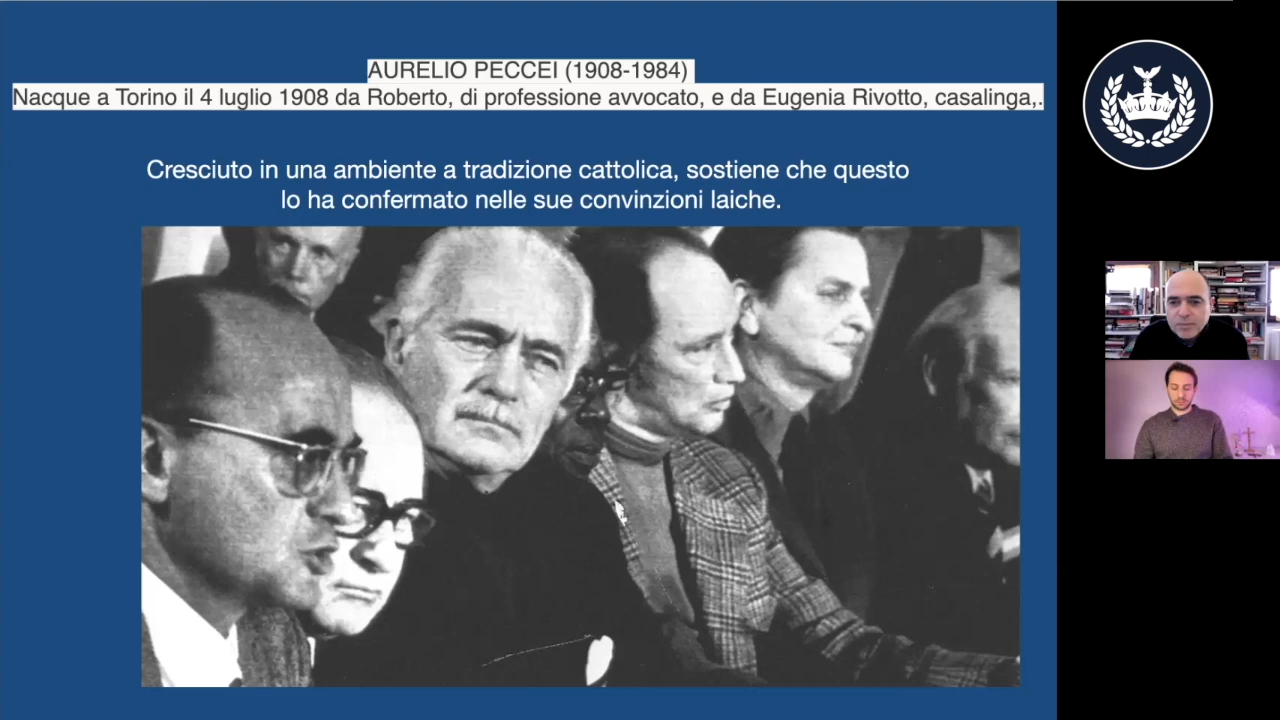 AURELIO PECCEI (1908-1984)
Nacque a Torino il 4 luglio 1908 da Roberto, di professione avvocato, e da Eugenia Rivotto, casalinga,.
Cresciuto in una ambiente a tradizione cattolica, sostiene che questo
lo ha confermato nelle sue convinzioni laiche.